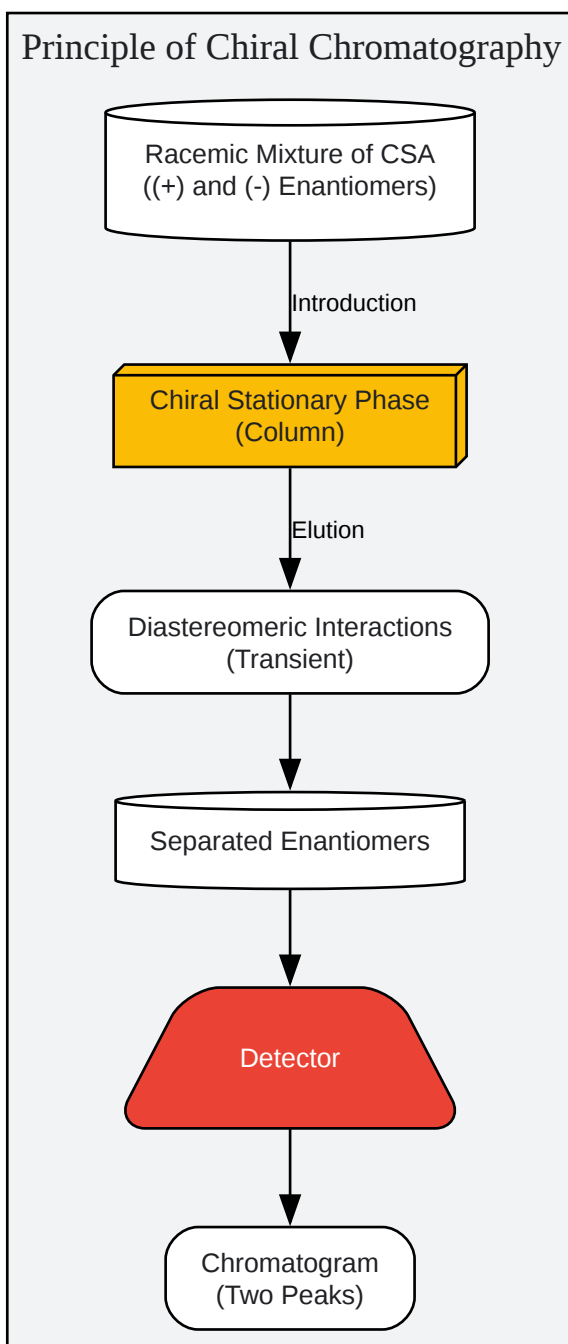 Principle of Chiral Chromatography
Racemic Mixture of CSA
((+) and (-) Enantiomers)
Introduction
Chiral Stationary Phase
(Column)
Elution
Diastereomeric Interactions
(Transient)
Separated Enantiomers
Detector
Chromatogram
(Two Peaks)